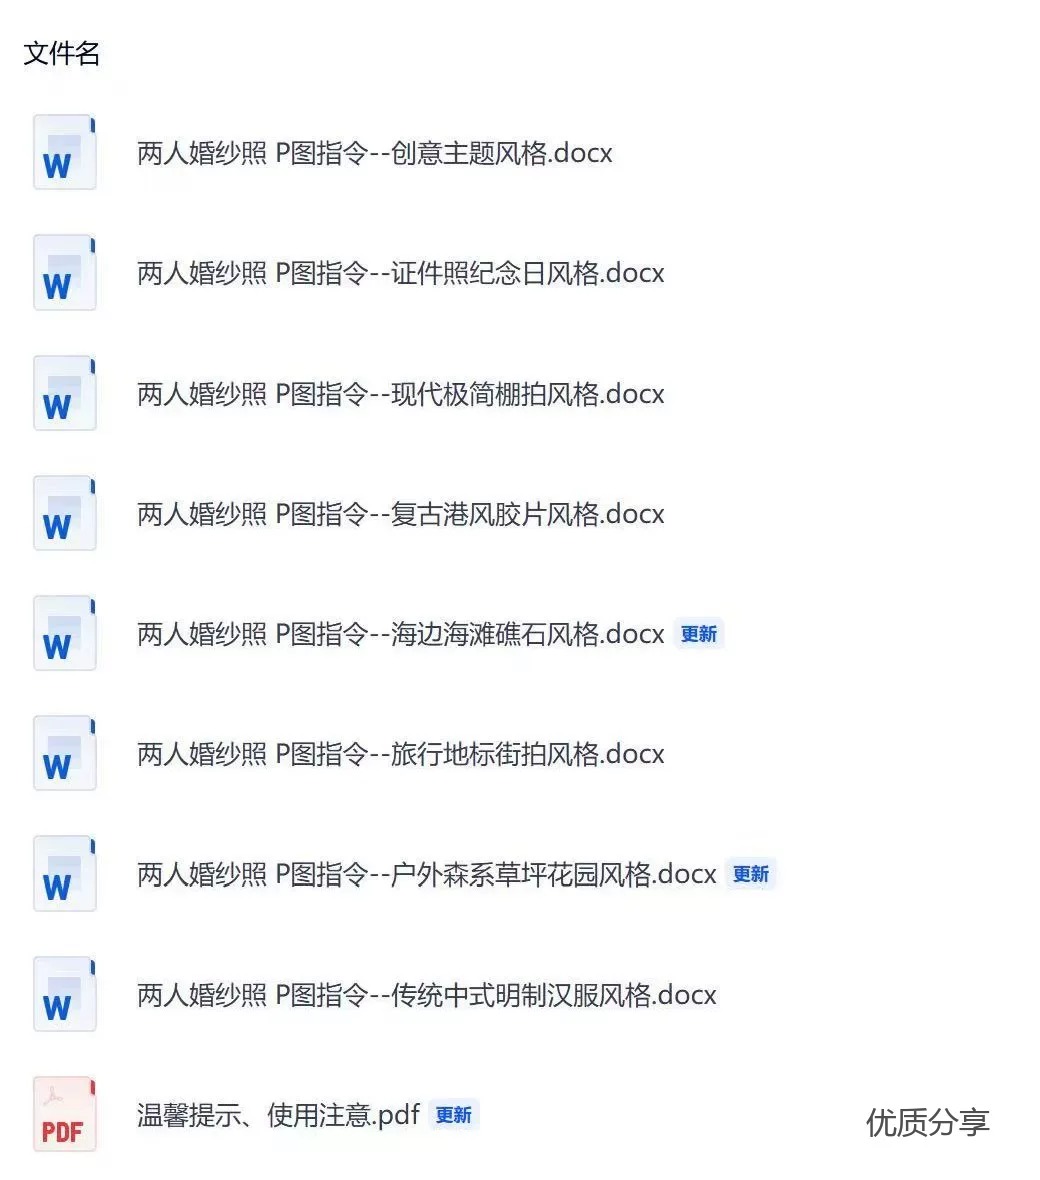 文件名
两人婚纱照 P图指令--创意主题风格.docx
两人婚纱照 P图指令--证件照纪念日风格.docx
两人婚纱照 P图指令--现代极简棚拍风格.docx
两人婚纱照 P图指令--复古港风胶片风格.docx
两人婚纱照 P图指令--海边海滩礁石风格.docx 更新
两人婚纱照 P图指令--旅行地标街拍风格.docx
两人婚纱照 P图指令--户外森系草坪花园风格.docx 更新
两人婚纱照 P图指令--传统中式明制汉服风格.docx
温馨提示、使用注意.pdf 更新
优质分享
W
W
W
W
W
W
W
W
PDF